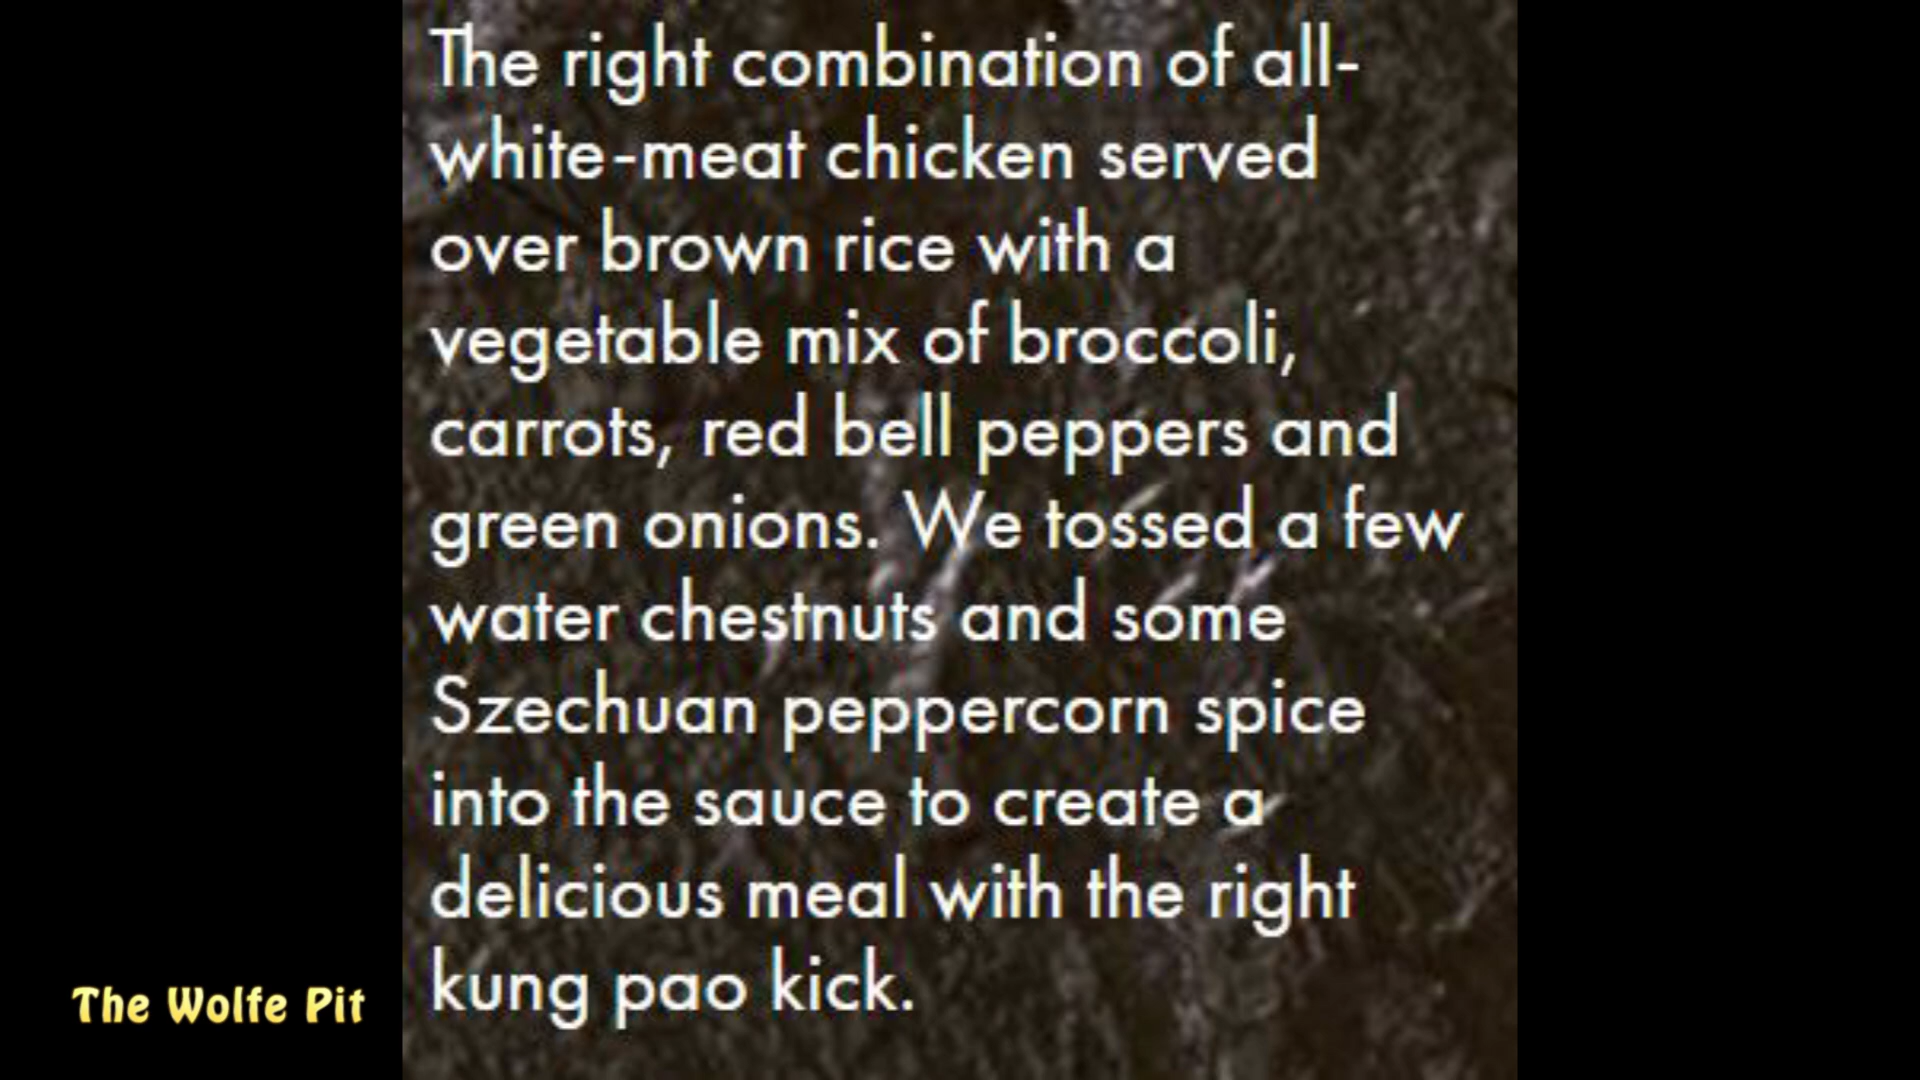 The right combination of all-
white-meat chicken served
over brown rice with a
vegetable mix of broccoli,
carrots, red bell peppers and
green onions. We tossed a few
water chestnuts and some
Szechuan peppercorn spice
into the sauce to create a
delicious meal with the right
kung pao kick.
The Wolfe Pit